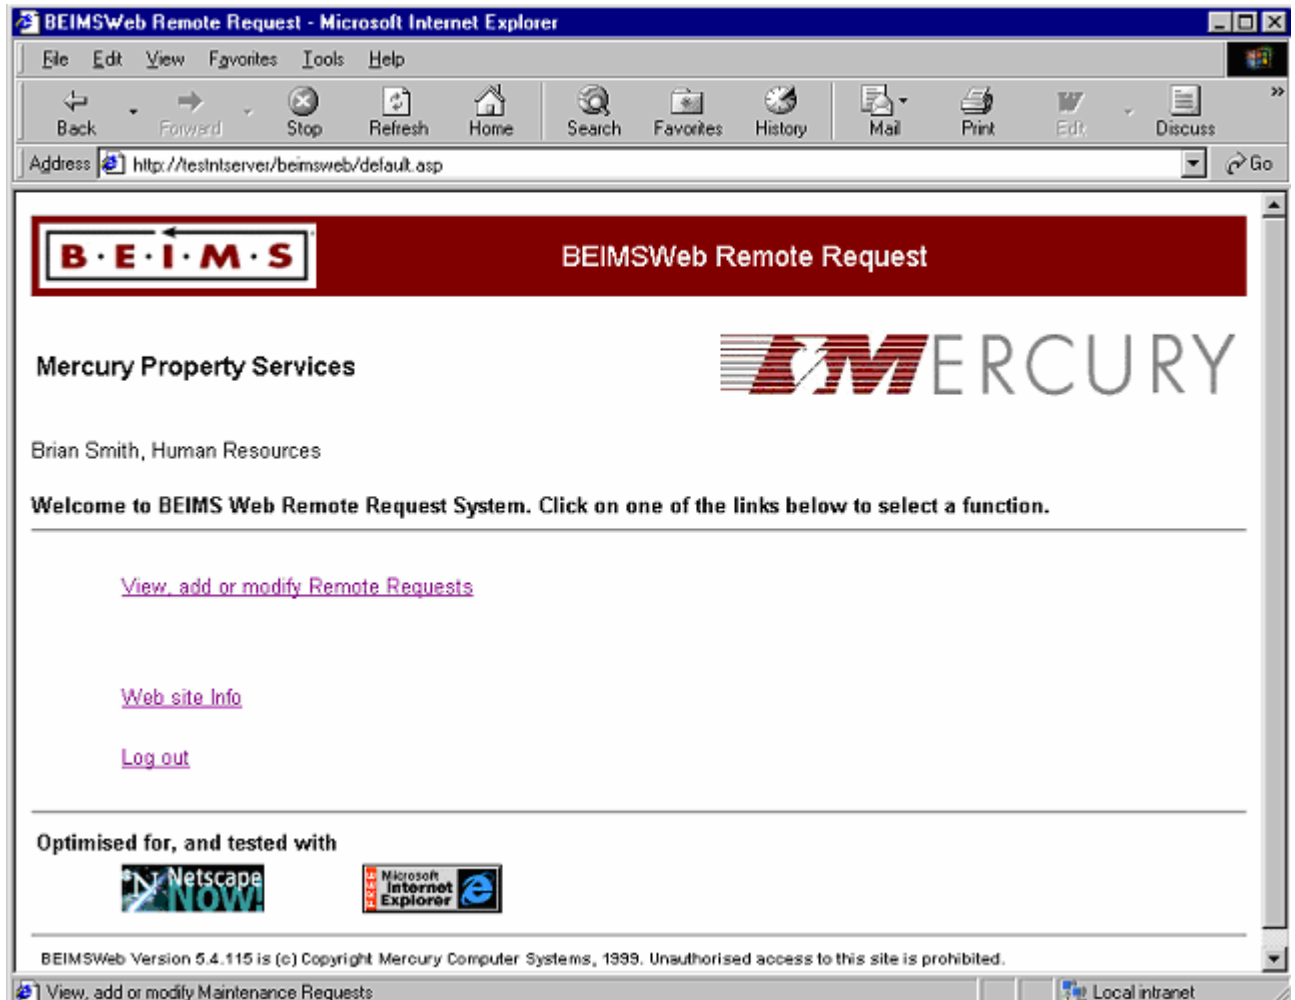 BEIMSWeb Remote Request - Microsoft Internet Explorer
File Edit View Favorites Tools Help
Back Forward Stop Refresh Home Search Favorites History Mail Print Edit Discuss »
Address http://testntserver/beimsweb/default.asp Go
B·E·I·M·S BEIMSWeb Remote Request
Mercury Property Services MERCURY
Brian Smith, Human Resources
Welcome to BEIMS Web Remote Request System. Click on one of the links below to select a function.
View, add or modify Remote Requests
Web site Info
Log out
Optimised for, and tested with
N Netscape NOW!
FREE Microsoft Internet Explorer
BEIMSWeb Version 5.4.115 is (c) Copyright Mercury Computer Systems, 1999. Unauthorised access to this site is prohibited.
View, add or modify Maintenance Requests Local intranet